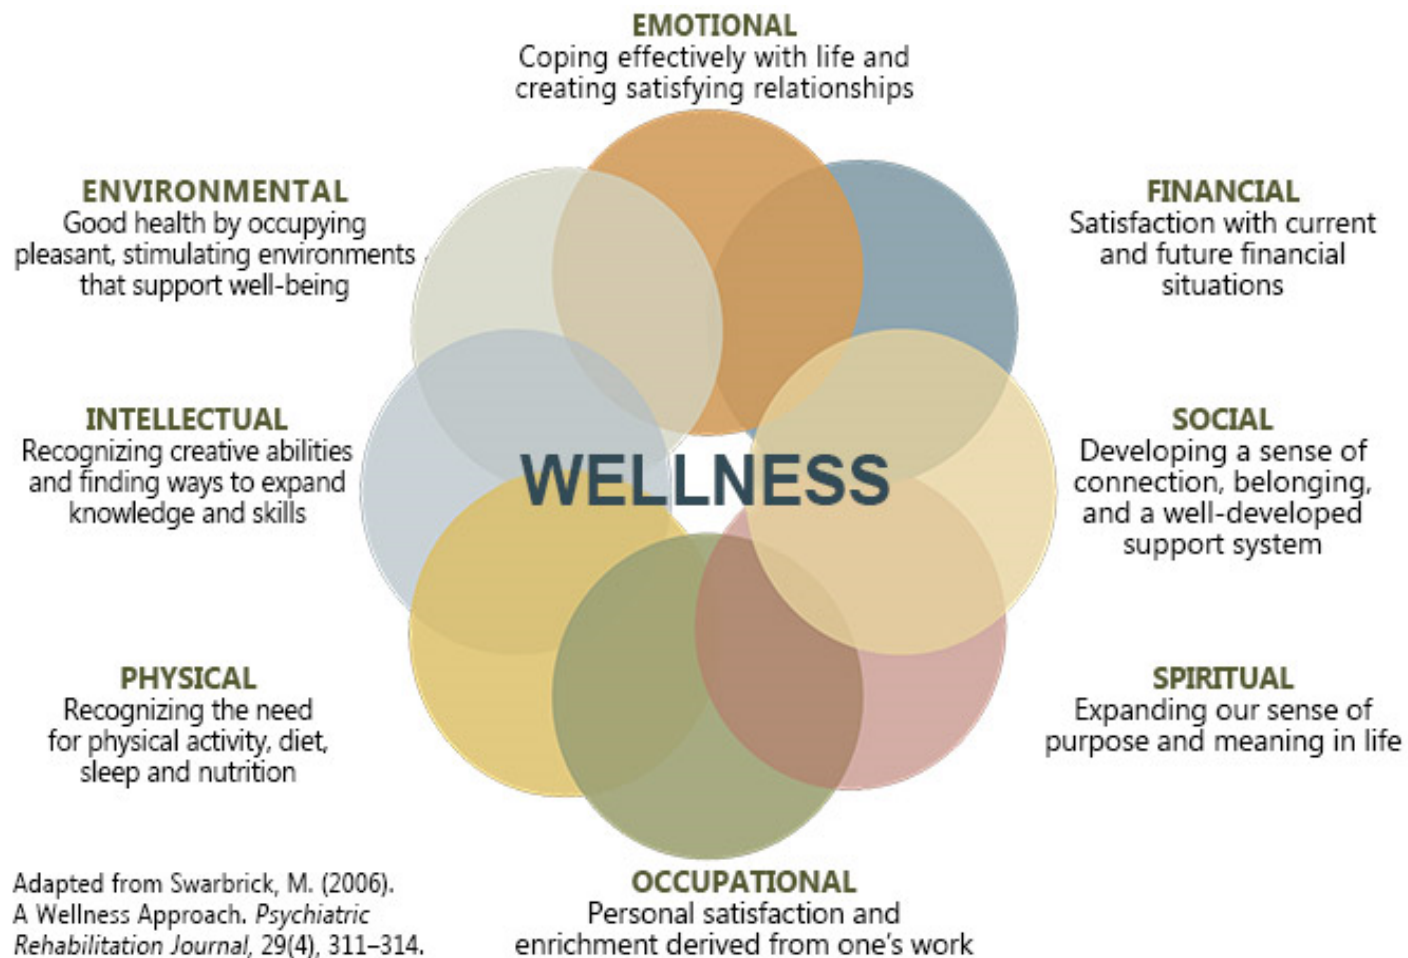 EMOTIONAL
Coping effectively with life and
creating satisfying relationships
ENVIRONMENTAL
Good health by occupying
pleasant, stimulating environments
that support well-being
FINANCIAL
Satisfaction with current
and future financial
situations
INTELLECTUAL
Recognizing creative abilities
and finding ways to expand
knowledge and skills
WELLNESS
SOCIAL
Developing a sense of
connection, belonging,
and a well-developed
support system
PHYSICAL
Recognizing the need
for physical activity, diet,
sleep and nutrition
SPIRITUAL
Expanding our sense of
purpose and meaning in life
Adapted from Swarbrick, M. (2006).
A Wellness Approach. Psychiatric
Rehabilitation Journal, 29(4), 311–314.
OCCUPATIONAL
Personal satisfaction and
enrichment derived from one’s work